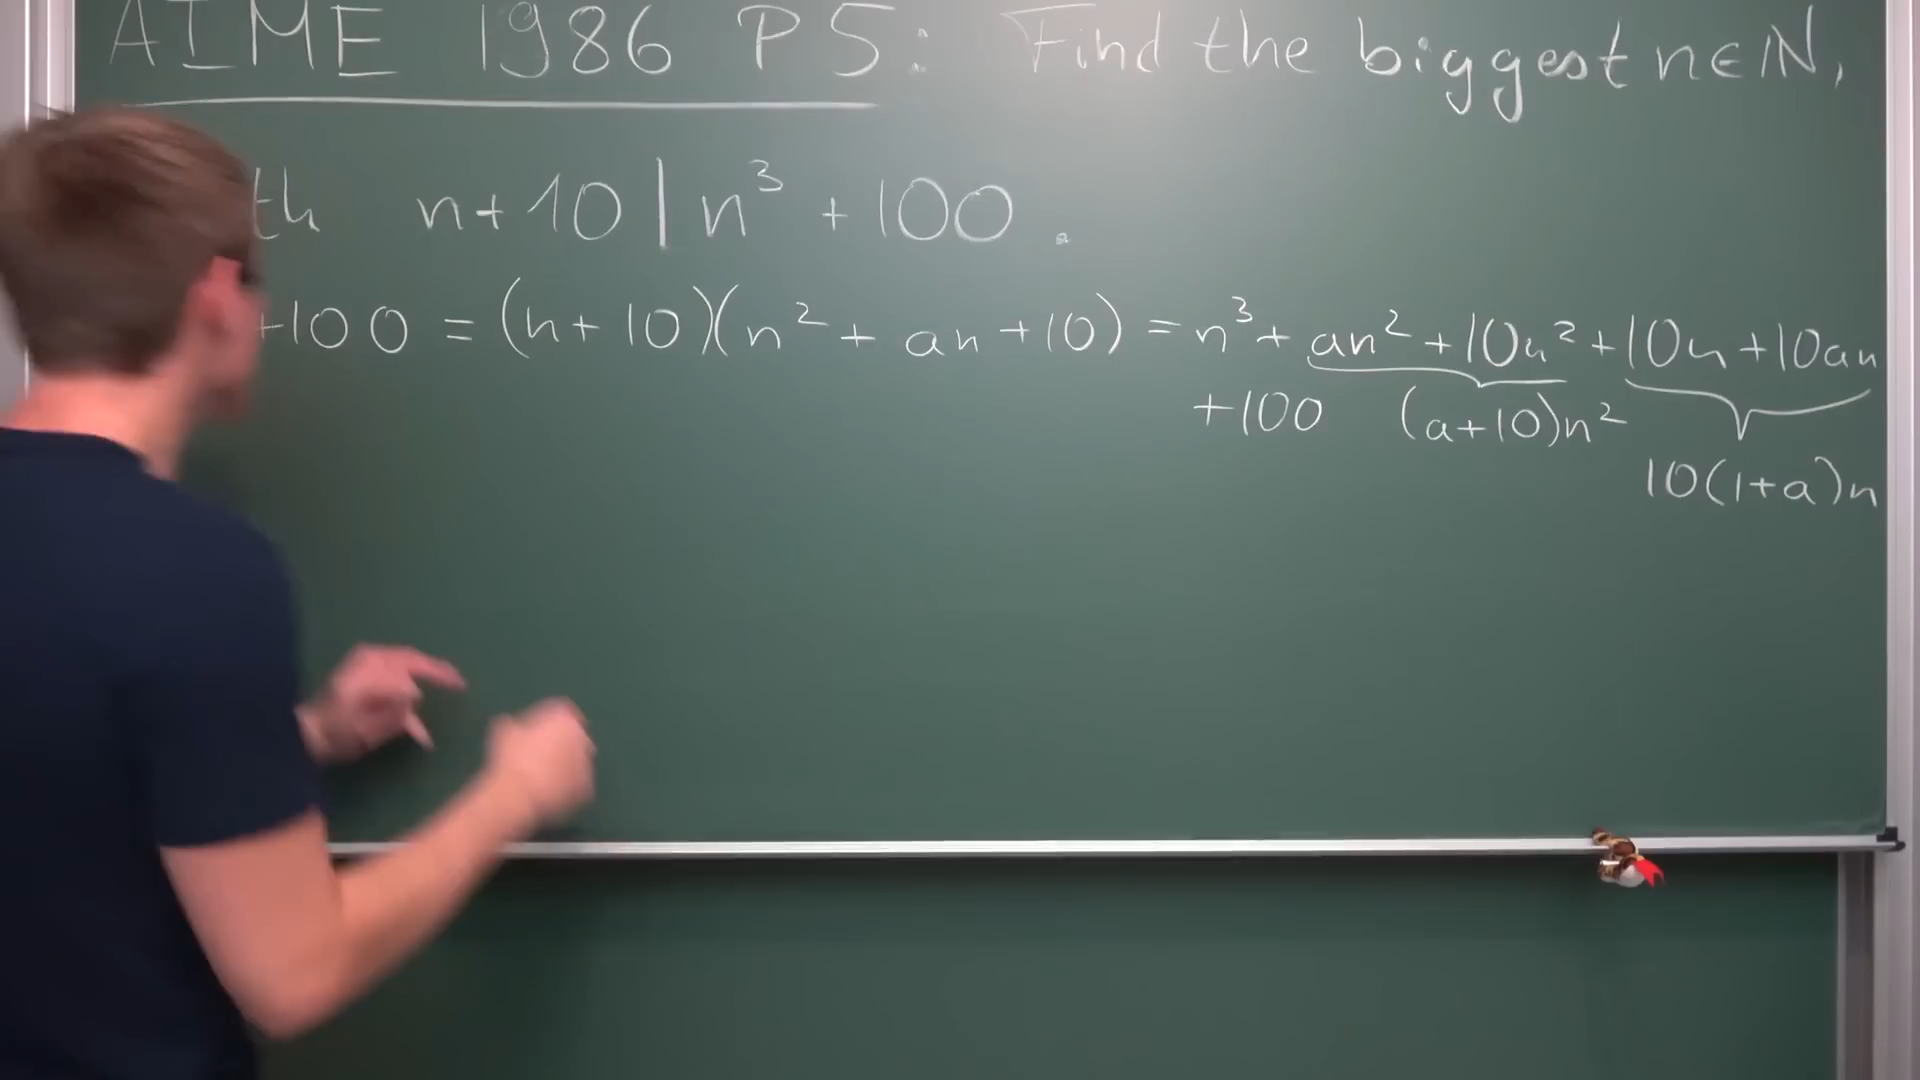 AIME 1986 P5: Find the biggest n∈ℕ,
th n+10 | n³ +100 .
+100 = (n+10)(n² + an +10) = n³ + an² +10n² +10n +10an
+100 (a+10)n²
10(1+a)n